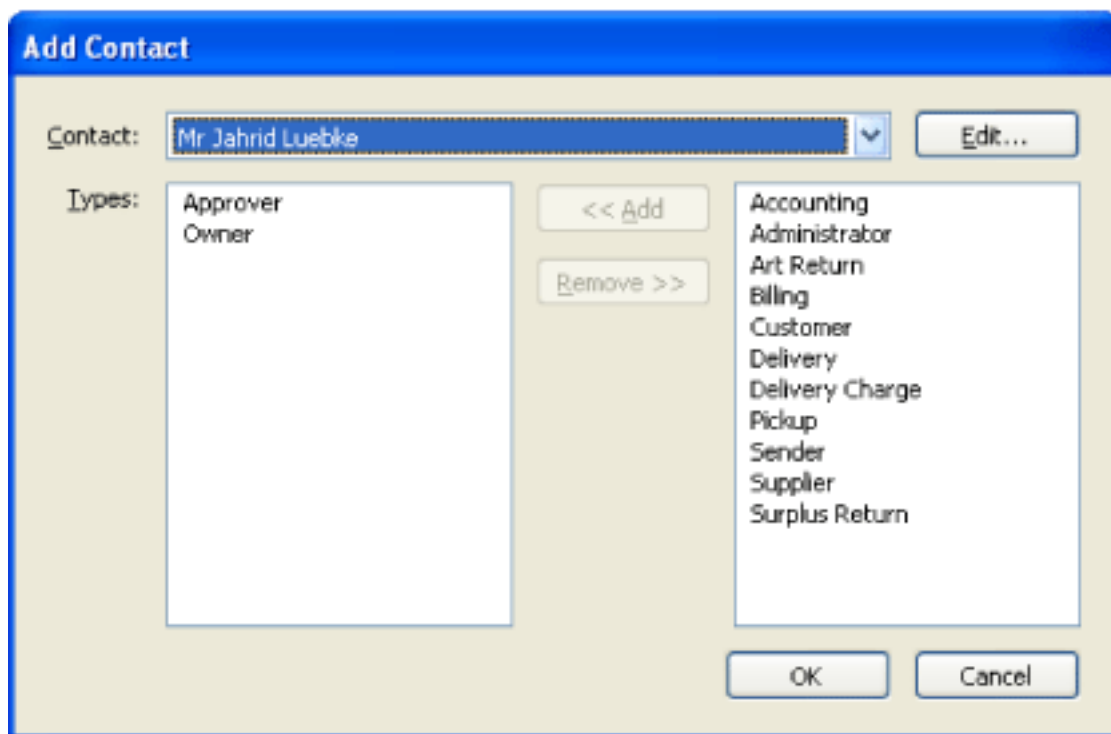 Add Contact
Contact: Mr Jahrid Luebke Edit...
Types:
Approver
Owner
<< Add
Remove >>
Accounting
Administrator
Art Return
Billing
Customer
Delivery
Delivery Charge
Pickup
Sender
Supplier
Surplus Return
OK Cancel